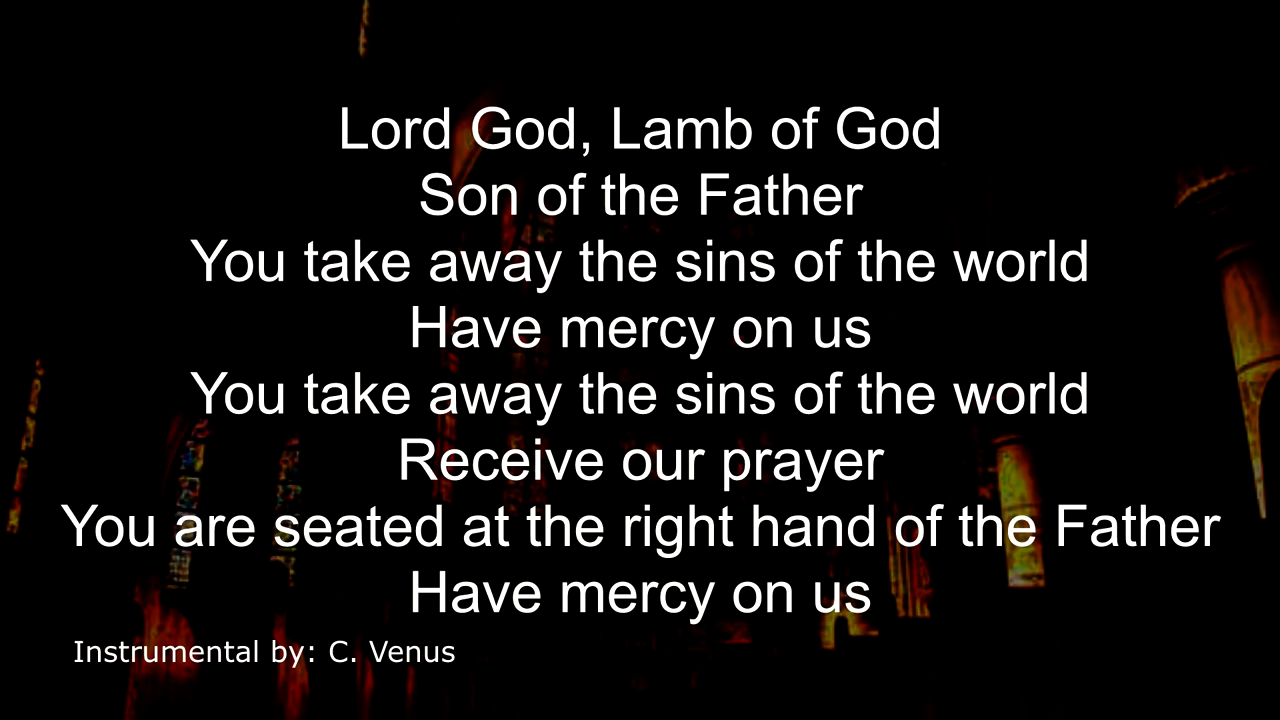 Lord God, Lamb of God
Son of the Father
You take away the sins of the world
Have mercy on us
You take away the sins of the world
Receive our prayer
You are seated at the right hand of the Father
Have mercy on us
Instrumental by: C. Venus